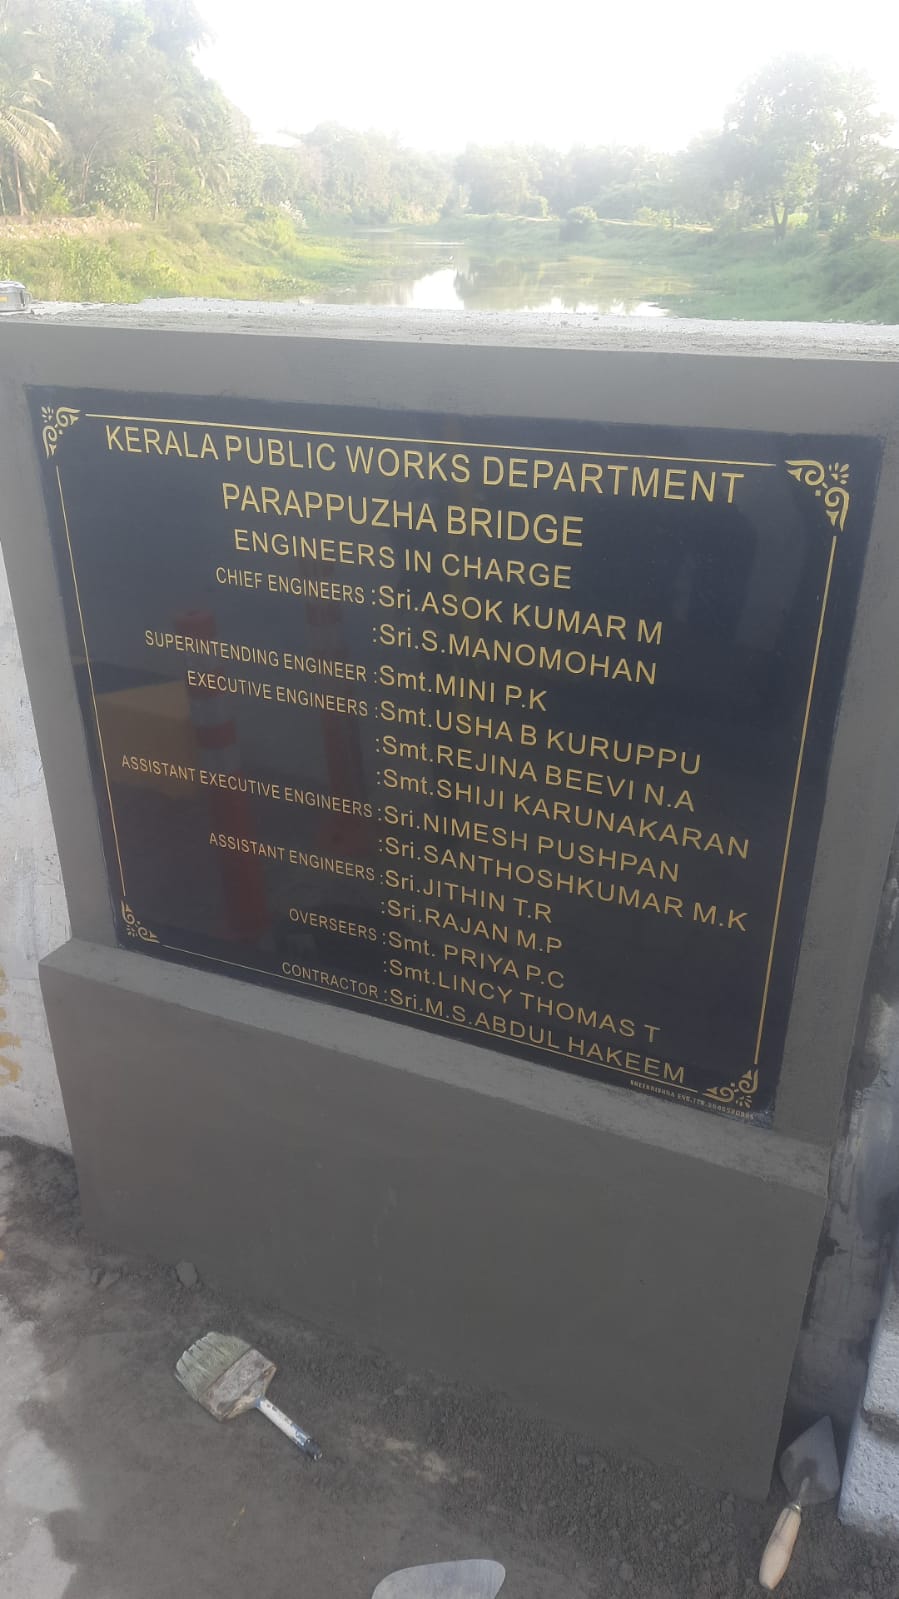 KERALA PUBLIC WORKS DEPARTMENT
PARAPPUZHA BRIDGE
ENGINEERS IN CHARGE
CHIEF ENGINEERS :Sri.ASOK KUMAR M
:Sri.S.MANOMOHAN
SUPERINTENDING ENGINEER :Smt.MINI P.K
EXECUTIVE ENGINEERS :Smt.USHA B KURUPPU
:Smt.REJINA BEEVI N.A
:Smt.SHIJI KARUNAKARAN
ASSISTANT EXECUTIVE ENGINEERS :Sri.NIMESH PUSHPAN
:Sri.SANTHOSHKUMAR M.K
ASSISTANT ENGINEERS :Sri.JITHIN T.R
:Sri.RAJAN M.P
OVERSEERS :Smt. PRIYA P.C
:Smt.LINCY THOMAS T
CONTRACTOR :Sri.M.S.ABDUL HAKEEM